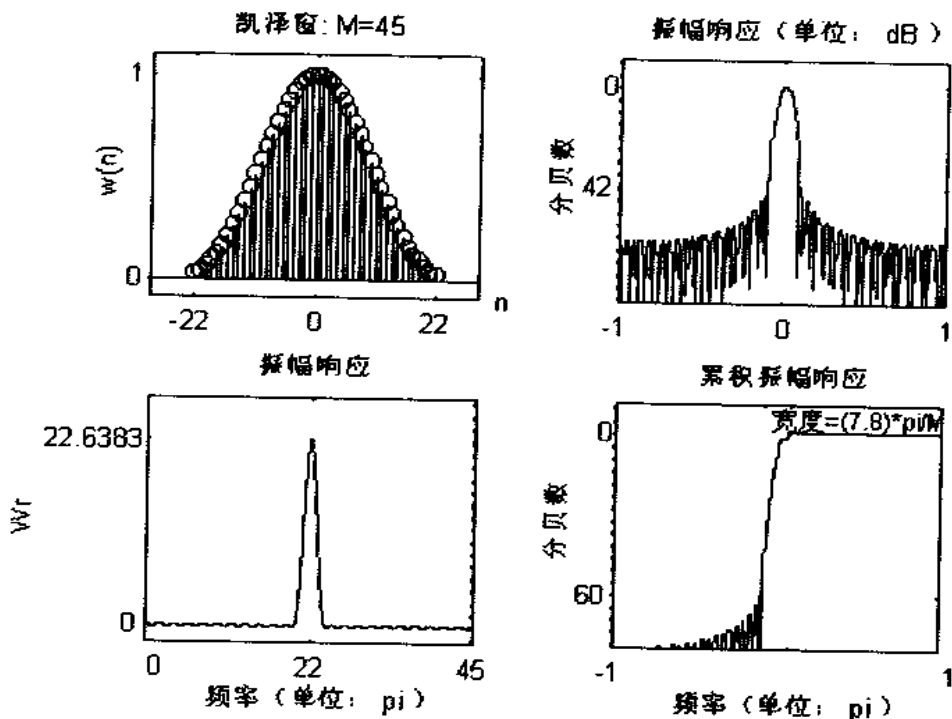 凯泽窗: M=45
1
w(n)
0
-22
0
22
n
振幅响应（单位： dB）
0
分贝数
42
-1
0
1
振幅响应
22.6383
Wr
0
0
22
45
频率（单位： pi）
累积振幅响应
宽度=(7.8)*pi/M
0
分贝数
60
-1
1
频率（单位： pi）